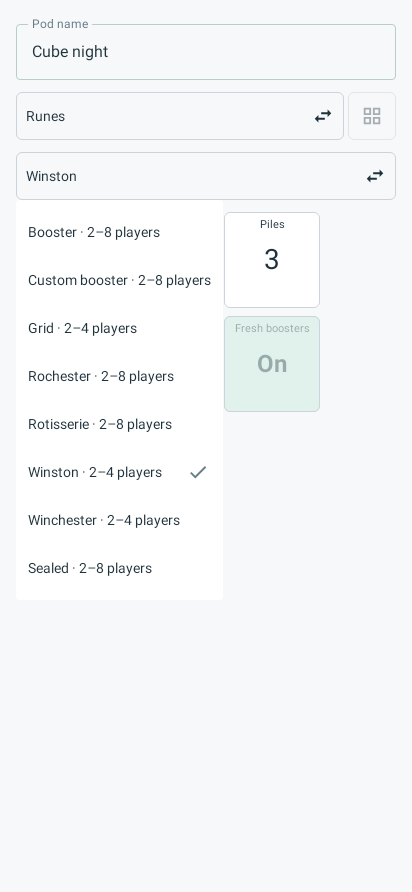 Pod name
Cube night
Runes
Winston
Booster · 2–8 players
Custom booster · 2–8 players
Grid · 2–4 players
Rochester · 2–8 players
Rotisserie · 2–8 players
Winston · 2–4 players
Winchester · 2–4 players
Sealed · 2–8 players
Piles
3
Fresh boosters
On